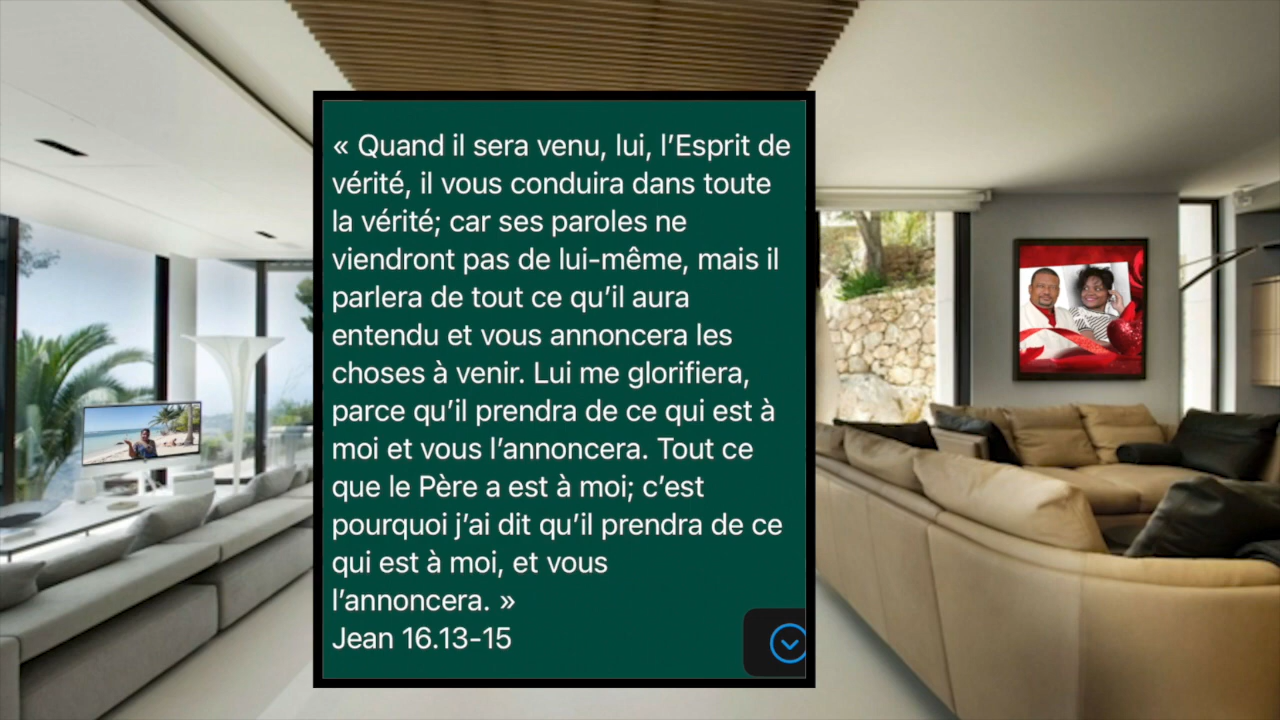 « Quand il sera venu, lui, l’Esprit de
vérité, il vous conduira dans toute
la vérité; car ses paroles ne
viendront pas de lui-même, mais il
parlera de tout ce qu’il aura
entendu et vous annoncera les
choses à venir. Lui me glorifiera,
parce qu’il prendra de ce qui est à
moi et vous l’annoncera. Tout ce
que le Père a est à moi; c’est
pourquoi j’ai dit qu’il prendra de ce
qui est à moi, et vous
l’annoncera. »
Jean 16.13-15